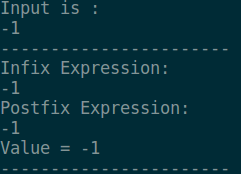 Input is :
-1
-----------------------
Infix Expression:
-1
Postfix Expression:
-1
Value = -1
-----------------------